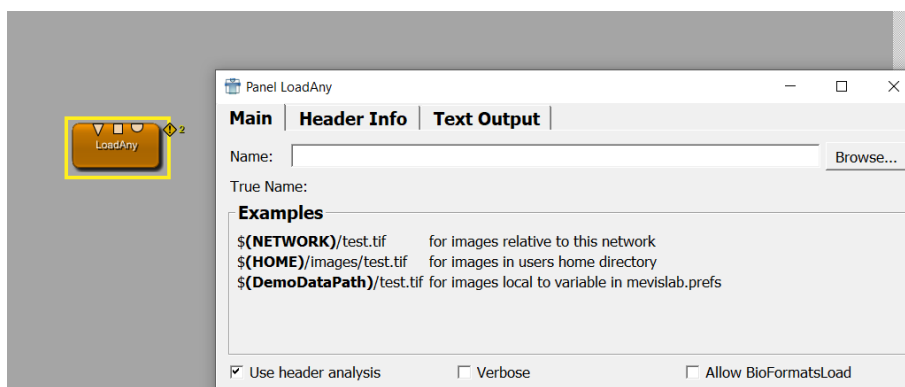 Panel LoadAny
Main Header Info Text Output
2
LoadAny
Name: Browse...
True Name:
Examples
$(NETWORK)/test.tif for images relative to this network
$(HOME)/images/test.tif for images in users home directory
$(DemoDataPath)/test.tif for images local to variable in mevislab.prefs
Use header analysis Verbose Allow BioFormatsLoad